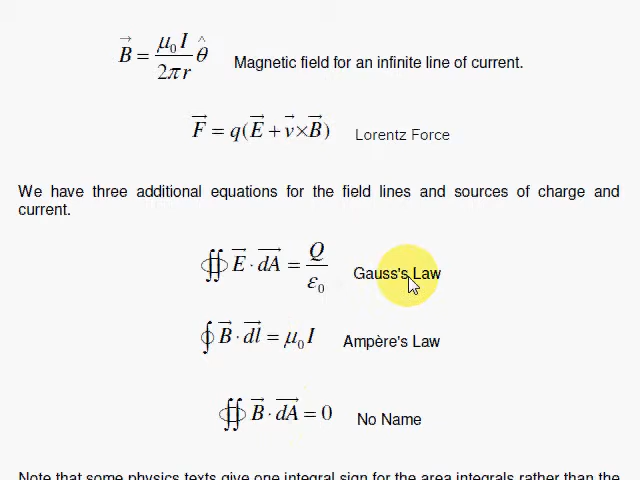 B⃗ = μ₀I / 2πr θ̂ Magnetic field for an infinite line of current.
F⃗ = q(E⃗ + v⃗ × B⃗) Lorentz Force
We have three additional equations for the field lines and sources of charge and
current.
∯ E⃗ · dA⃗ = Q / ε₀ Gauss's Law
∮ B⃗ · dl⃗ = μ₀I Ampère's Law
∯ B⃗ · dA⃗ = 0 No Name
Note that some physics texts give one integral sign for the area integrals rather than the